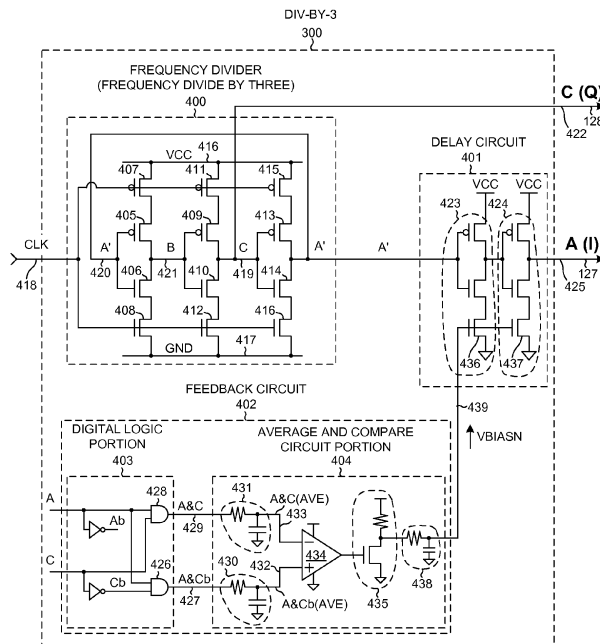 DIV-BY-3
300
FREQUENCY DIVIDER
(FREQUENCY DIVIDE BY THREE)
400
C (Q)
128
422
VCC
416
407
411
415
DELAY CIRCUIT
401
VCC
VCC
423
424
405
409
413
CLK
418
A'
420
B
421
C
419
A'
A'
A (I)
127
425
406
410
414
408
412
416
GND
417
436
437
FEEDBACK CIRCUIT
402
439
VBIASN
DIGITAL LOGIC
PORTION
403
AVERAGE AND COMPARE
CIRCUIT PORTION
404
A
428
A&C
429
431
A&C(AVE)
433
Ab
C
426
Cb
A&Cb
427
430
432
434
A&Cb(AVE)
435
438